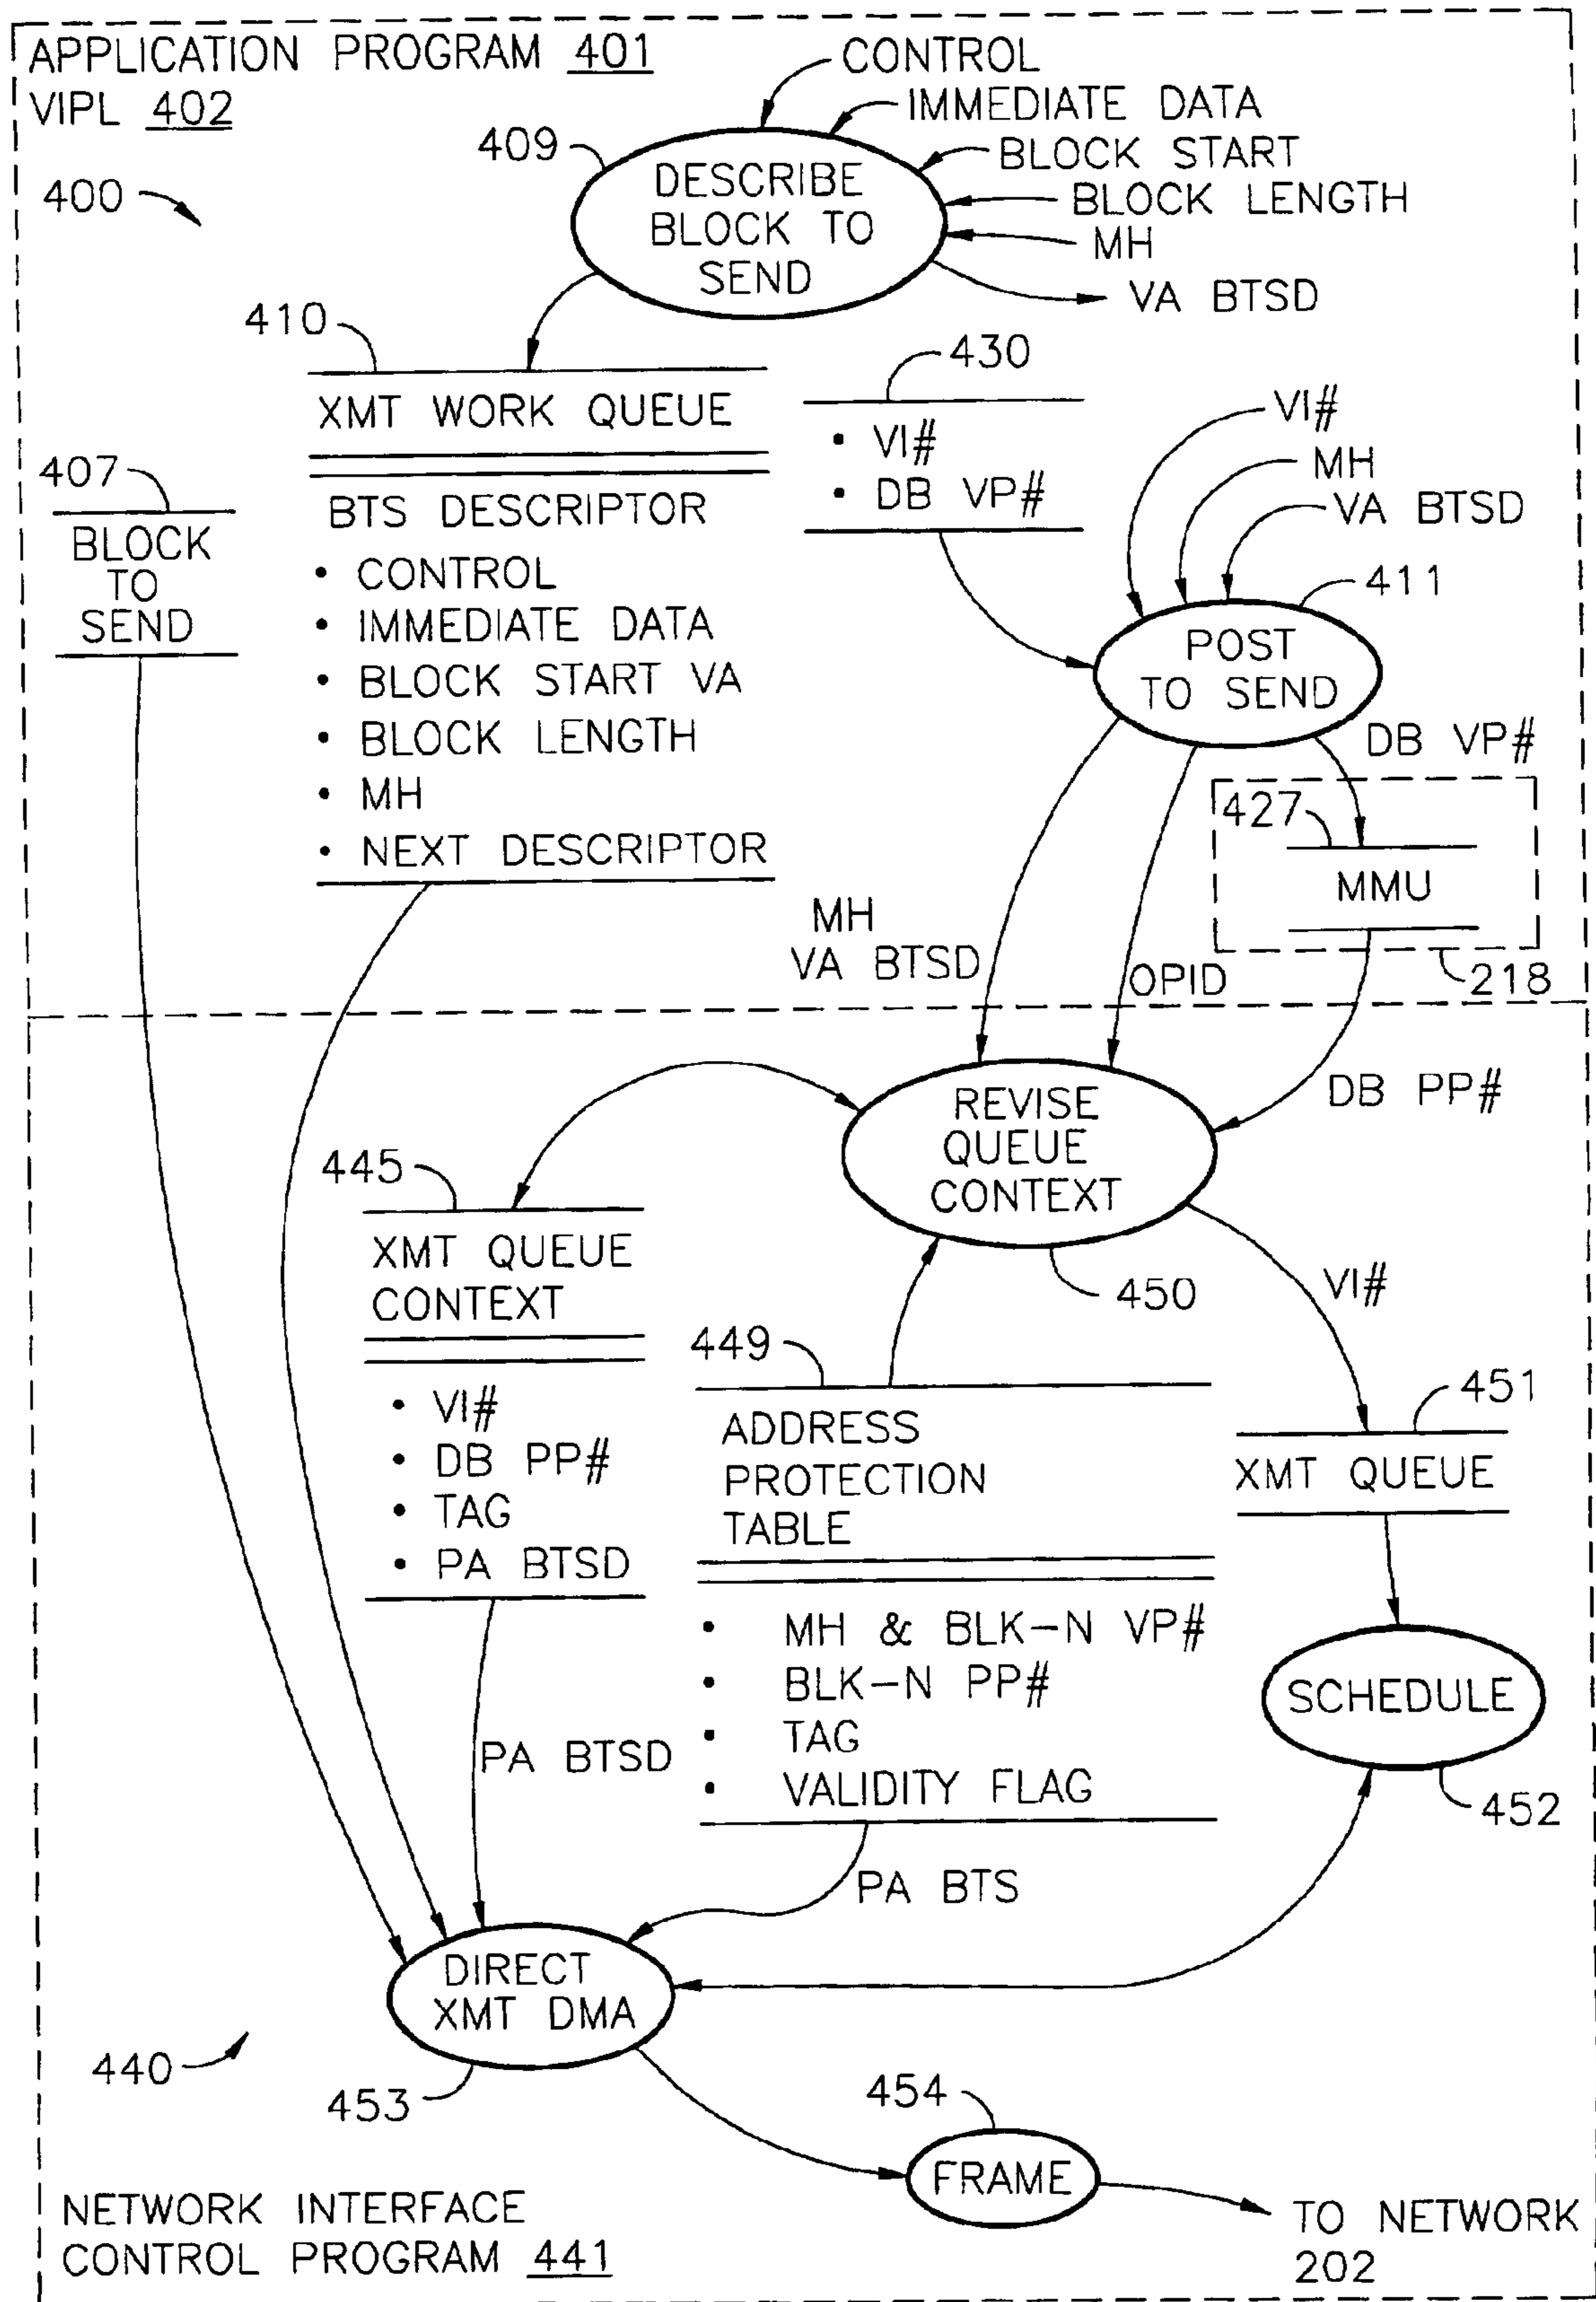 APPLICATION PROGRAM 401
VIPL 402
400
CONTROL
IMMEDIATE DATA
BLOCK START
BLOCK LENGTH
MH
VA BTSD
409
DESCRIBE
BLOCK TO
SEND
410
XMT WORK QUEUE
BTS DESCRIPTOR
• CONTROL
• IMMEDIATE DATA
• BLOCK START VA
• BLOCK LENGTH
• MH
• NEXT DESCRIPTOR
407
BLOCK
TO
SEND
430
• VI#
• DB VP#
VI#
MH
VA BTSD
411
POST
TO SEND
DB VP#
427
MMU
218
MH
VA BTSD
OPID
DB PP#
REVISE
QUEUE
CONTEXT
450
445
XMT QUEUE
CONTEXT
• VI#
• DB PP#
• TAG
• PA BTSD
449
ADDRESS
PROTECTION
TABLE
• MH & BLK-N VP#
• BLK-N PP#
• TAG
• VALIDITY FLAG
VI#
451
XMT QUEUE
SCHEDULE
452
PA BTSD
PA BTS
DIRECT
XMT DMA
453
440
454
FRAME
TO NETWORK
202
NETWORK INTERFACE
CONTROL PROGRAM 441